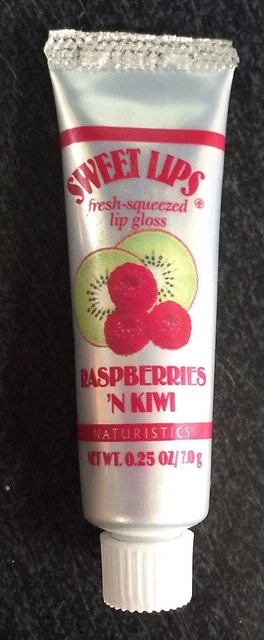 SWEET LIPS®
fresh-squeezed
lip gloss
RASPBERRIES
'N KIWI
NATURISTICS®
NET WT. 0.25 OZ/7.0 g